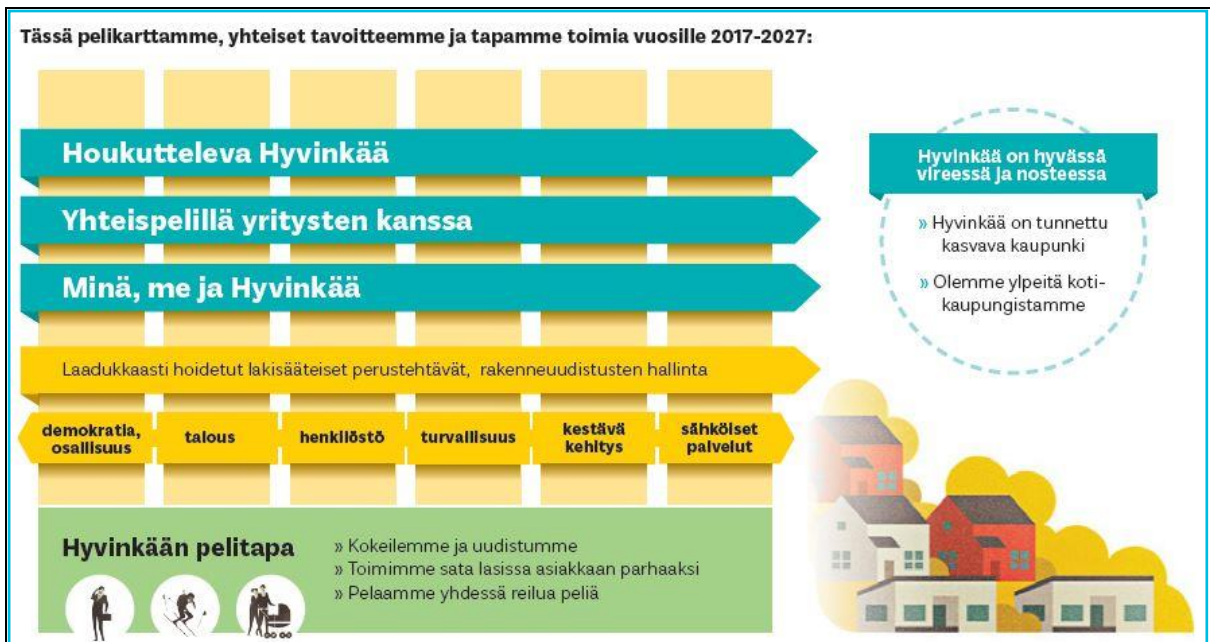 Tässä pelikarttamme, yhteiset tavoitteemme ja tapamme toimia vuosille 2017-2027:
Houkutteleva Hyvinkää
Yhteispelillä yritysten kanssa
Minä, me ja Hyvinkää
Laadukkaasti hoidetut lakisääteiset perustehtävät, rakenneuudistusten hallinta
demokratia,
osallisuus
talous
henkilöstö
turvallisuus
kestävä
kehitys
sähköiset
palvelut
Hyvinkään pelitapa
» Kokeilemme ja uudistumme
» Toimimme sata lasissa asiakkaan parhaaksi
» Pelaamme yhdessä reilua peliä
Hyvinkää on hyvässä
vireessä ja nosteessa
» Hyvinkää on tunnettu
kasvava kaupunki
» Olemme ylpeitä koti-
kaupungistamme